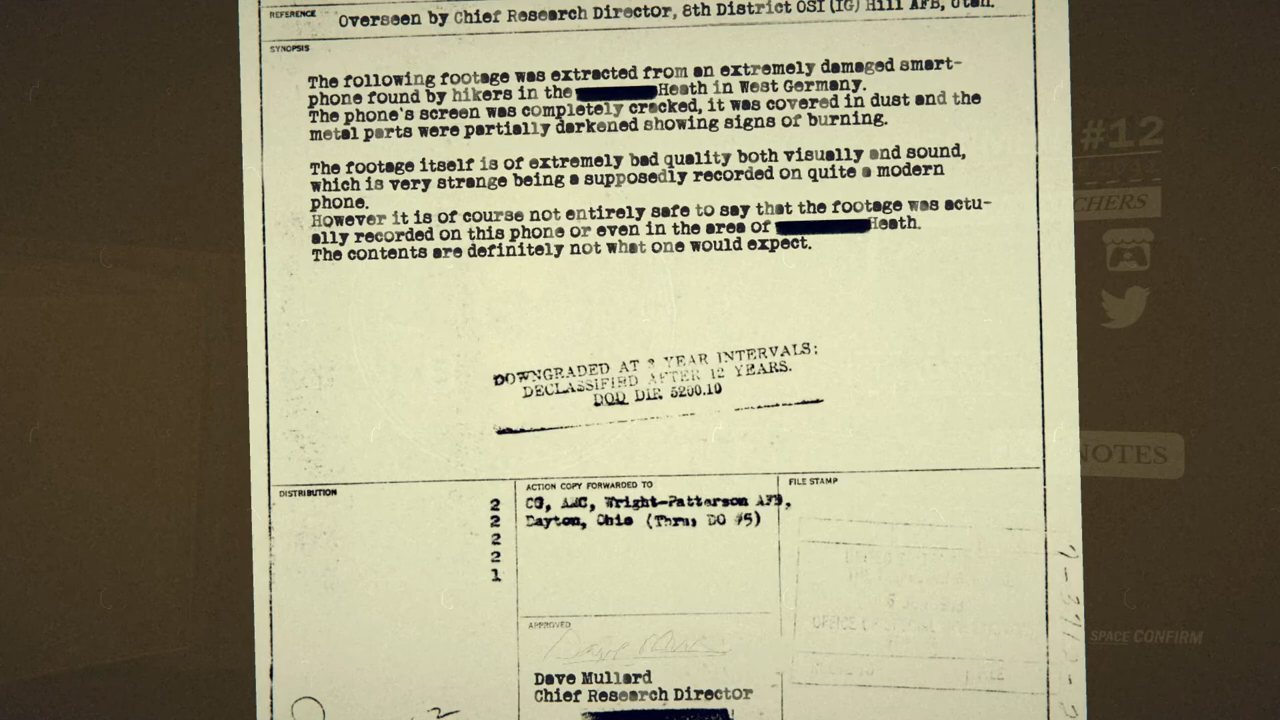 REFERENCE
Overseen by Chief Research Director, 8th District OSI (IG) Hill AFB, Utah.
SYNOPSIS
The following footage was extracted from an extremely damaged smart-
phone found by hikers in the Heath in West Germany.
The phone's screen was completely cracked, it was covered in dust and the
metal parts were partially darkened showing signs of burning.
The footage itself is of extremely bad quality both visually and sound,
which is very strange being a supposedly recorded on quite a modern
phone.
However it is of course not entirely safe to say that the footage was actu-
ally recorded on this phone or even in the area of Heath.
The contents are definitely not what one would expect.
DOWNGRADED AT 3 YEAR INTERVALS;
DECLASSIFIED AFTER 12 YEARS.
DOD DIR 5200.10
DISTRIBUTION
2
2
2
2
1
ACTION COPY FORWARDED TO
CG, AMC, Wright-Patterson AFB,
Dayton, Ohio (Thru; DO #5)
FILE STAMP
APPROVED
Dave Mullard
Chief Research Director
#12
CHERS
NOTES
SPACE CONFIRM